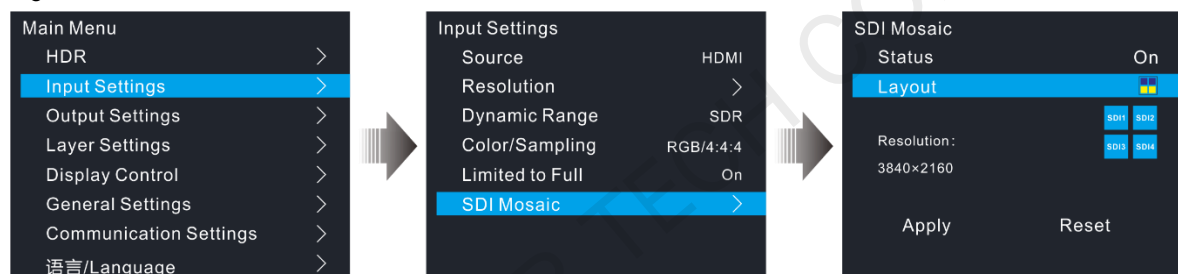 Main Menu
HDR
Input Settings
Output Settings
Layer Settings
Display Control
General Settings
Communication Settings
语言/Language
Input Settings
Source HDMI
Resolution
Dynamic Range SDR
Color/Sampling RGB/4:4:4
Limited to Full On
SDI Mosaic
SDI Mosaic
Status On
Layout
SDI1 SDI2
Resolution:
SDI3 SDI4
3840×2160
Apply Reset